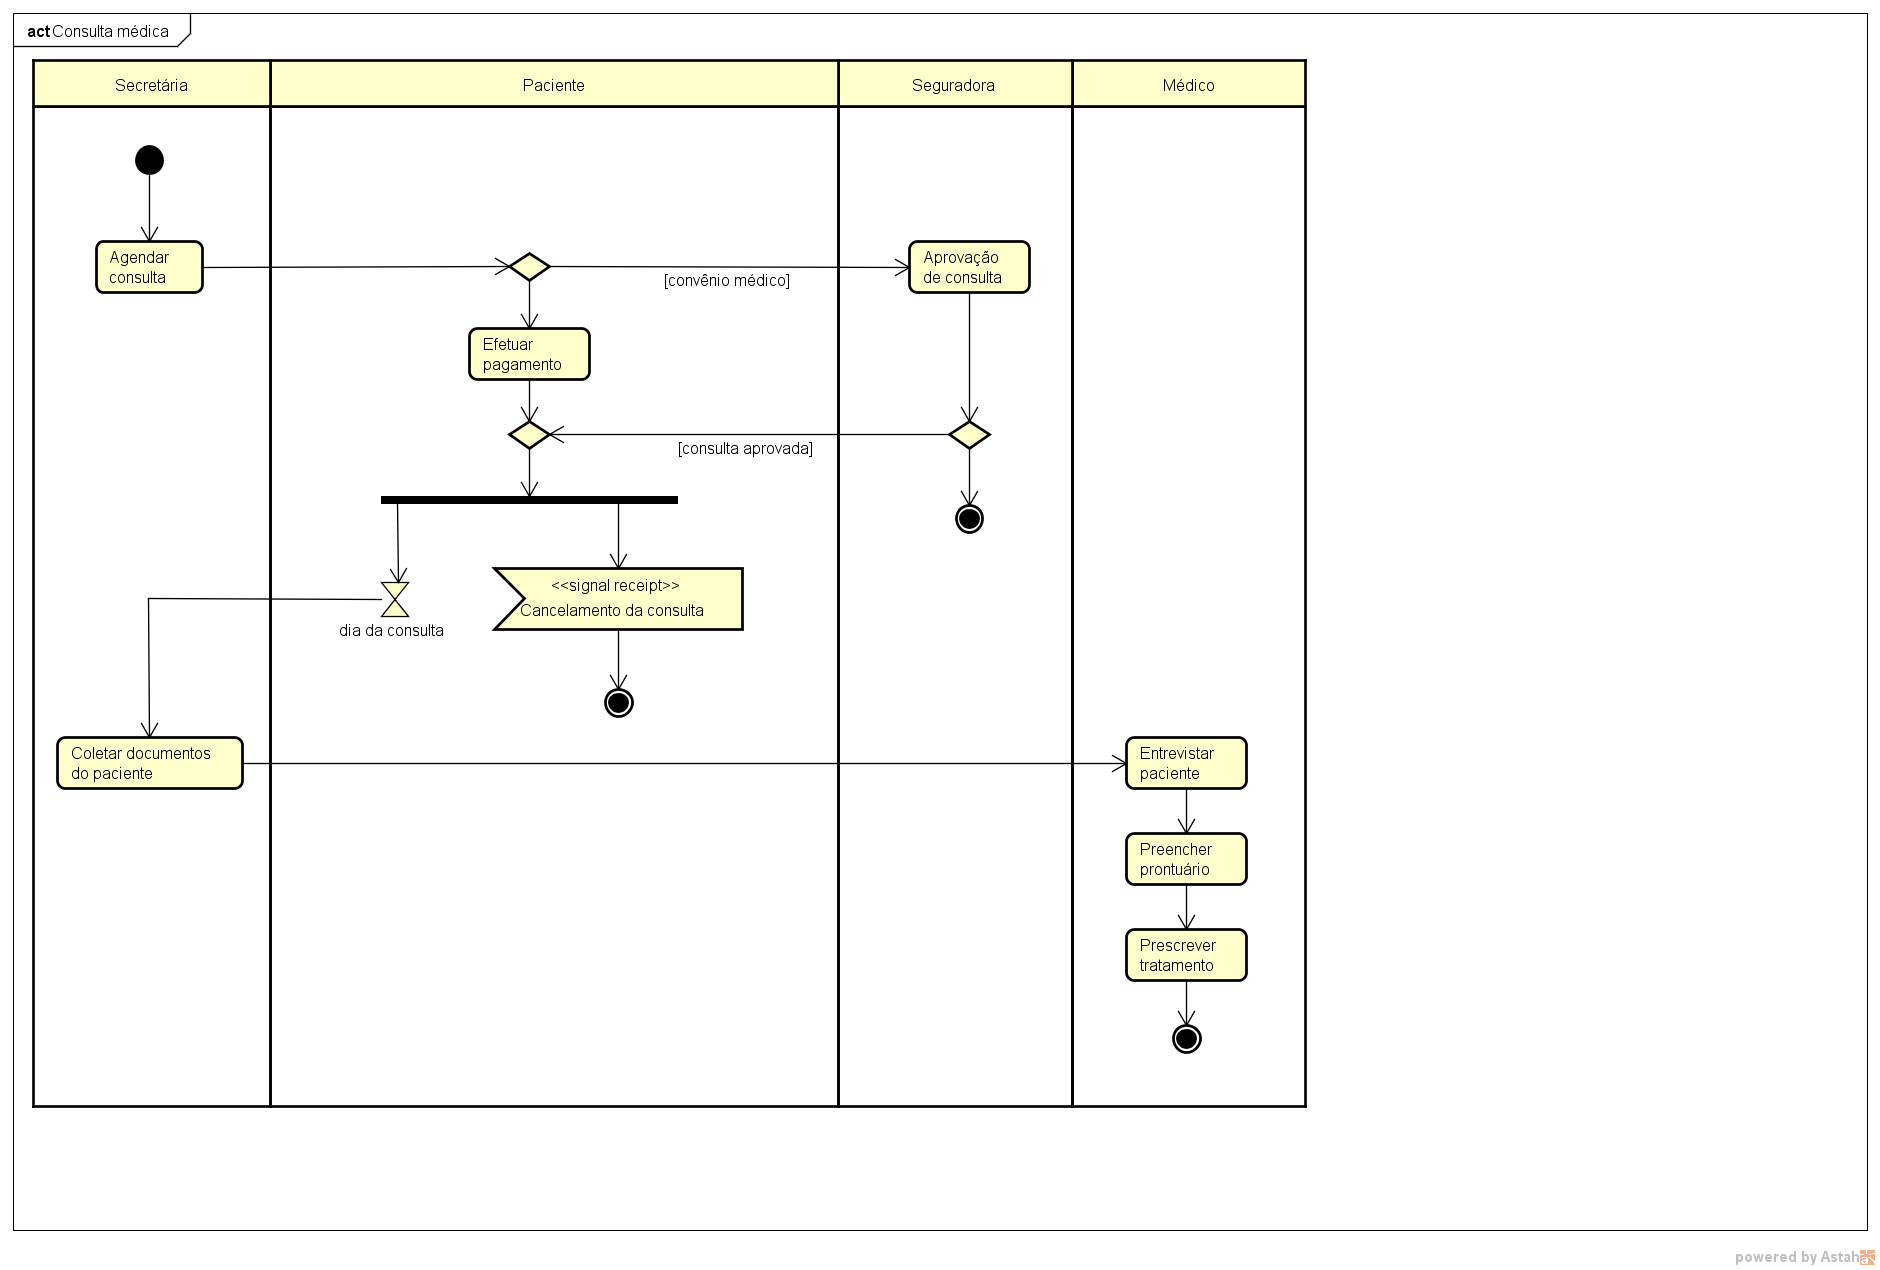 act Consulta médica
Secretária
Paciente
Seguradora
Médico
Agendar
consulta
[convênio médico]
Aprovação
de consulta
Efetuar
pagamento
[consulta aprovada]
<<signal receipt>>
Cancelamento da consulta
dia da consulta
Coletar documentos
do paciente
Entrevistar
paciente
Preencher
prontuário
Prescrever
tratamento
powered by Astah